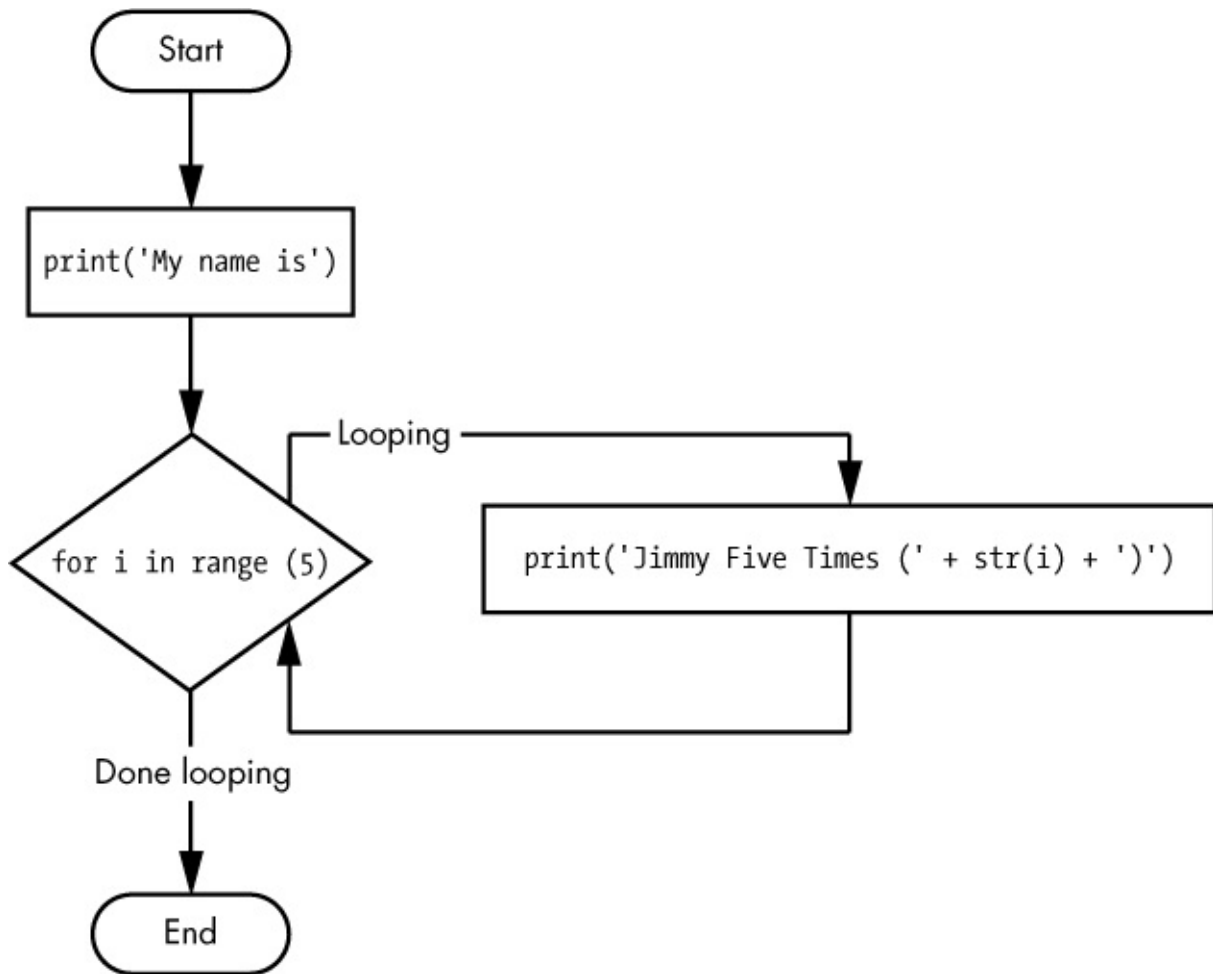 Start
print('My name is')
Looping
for i in range (5)
print('Jimmy Five Times (' + str(i) + ')')
Done looping
End